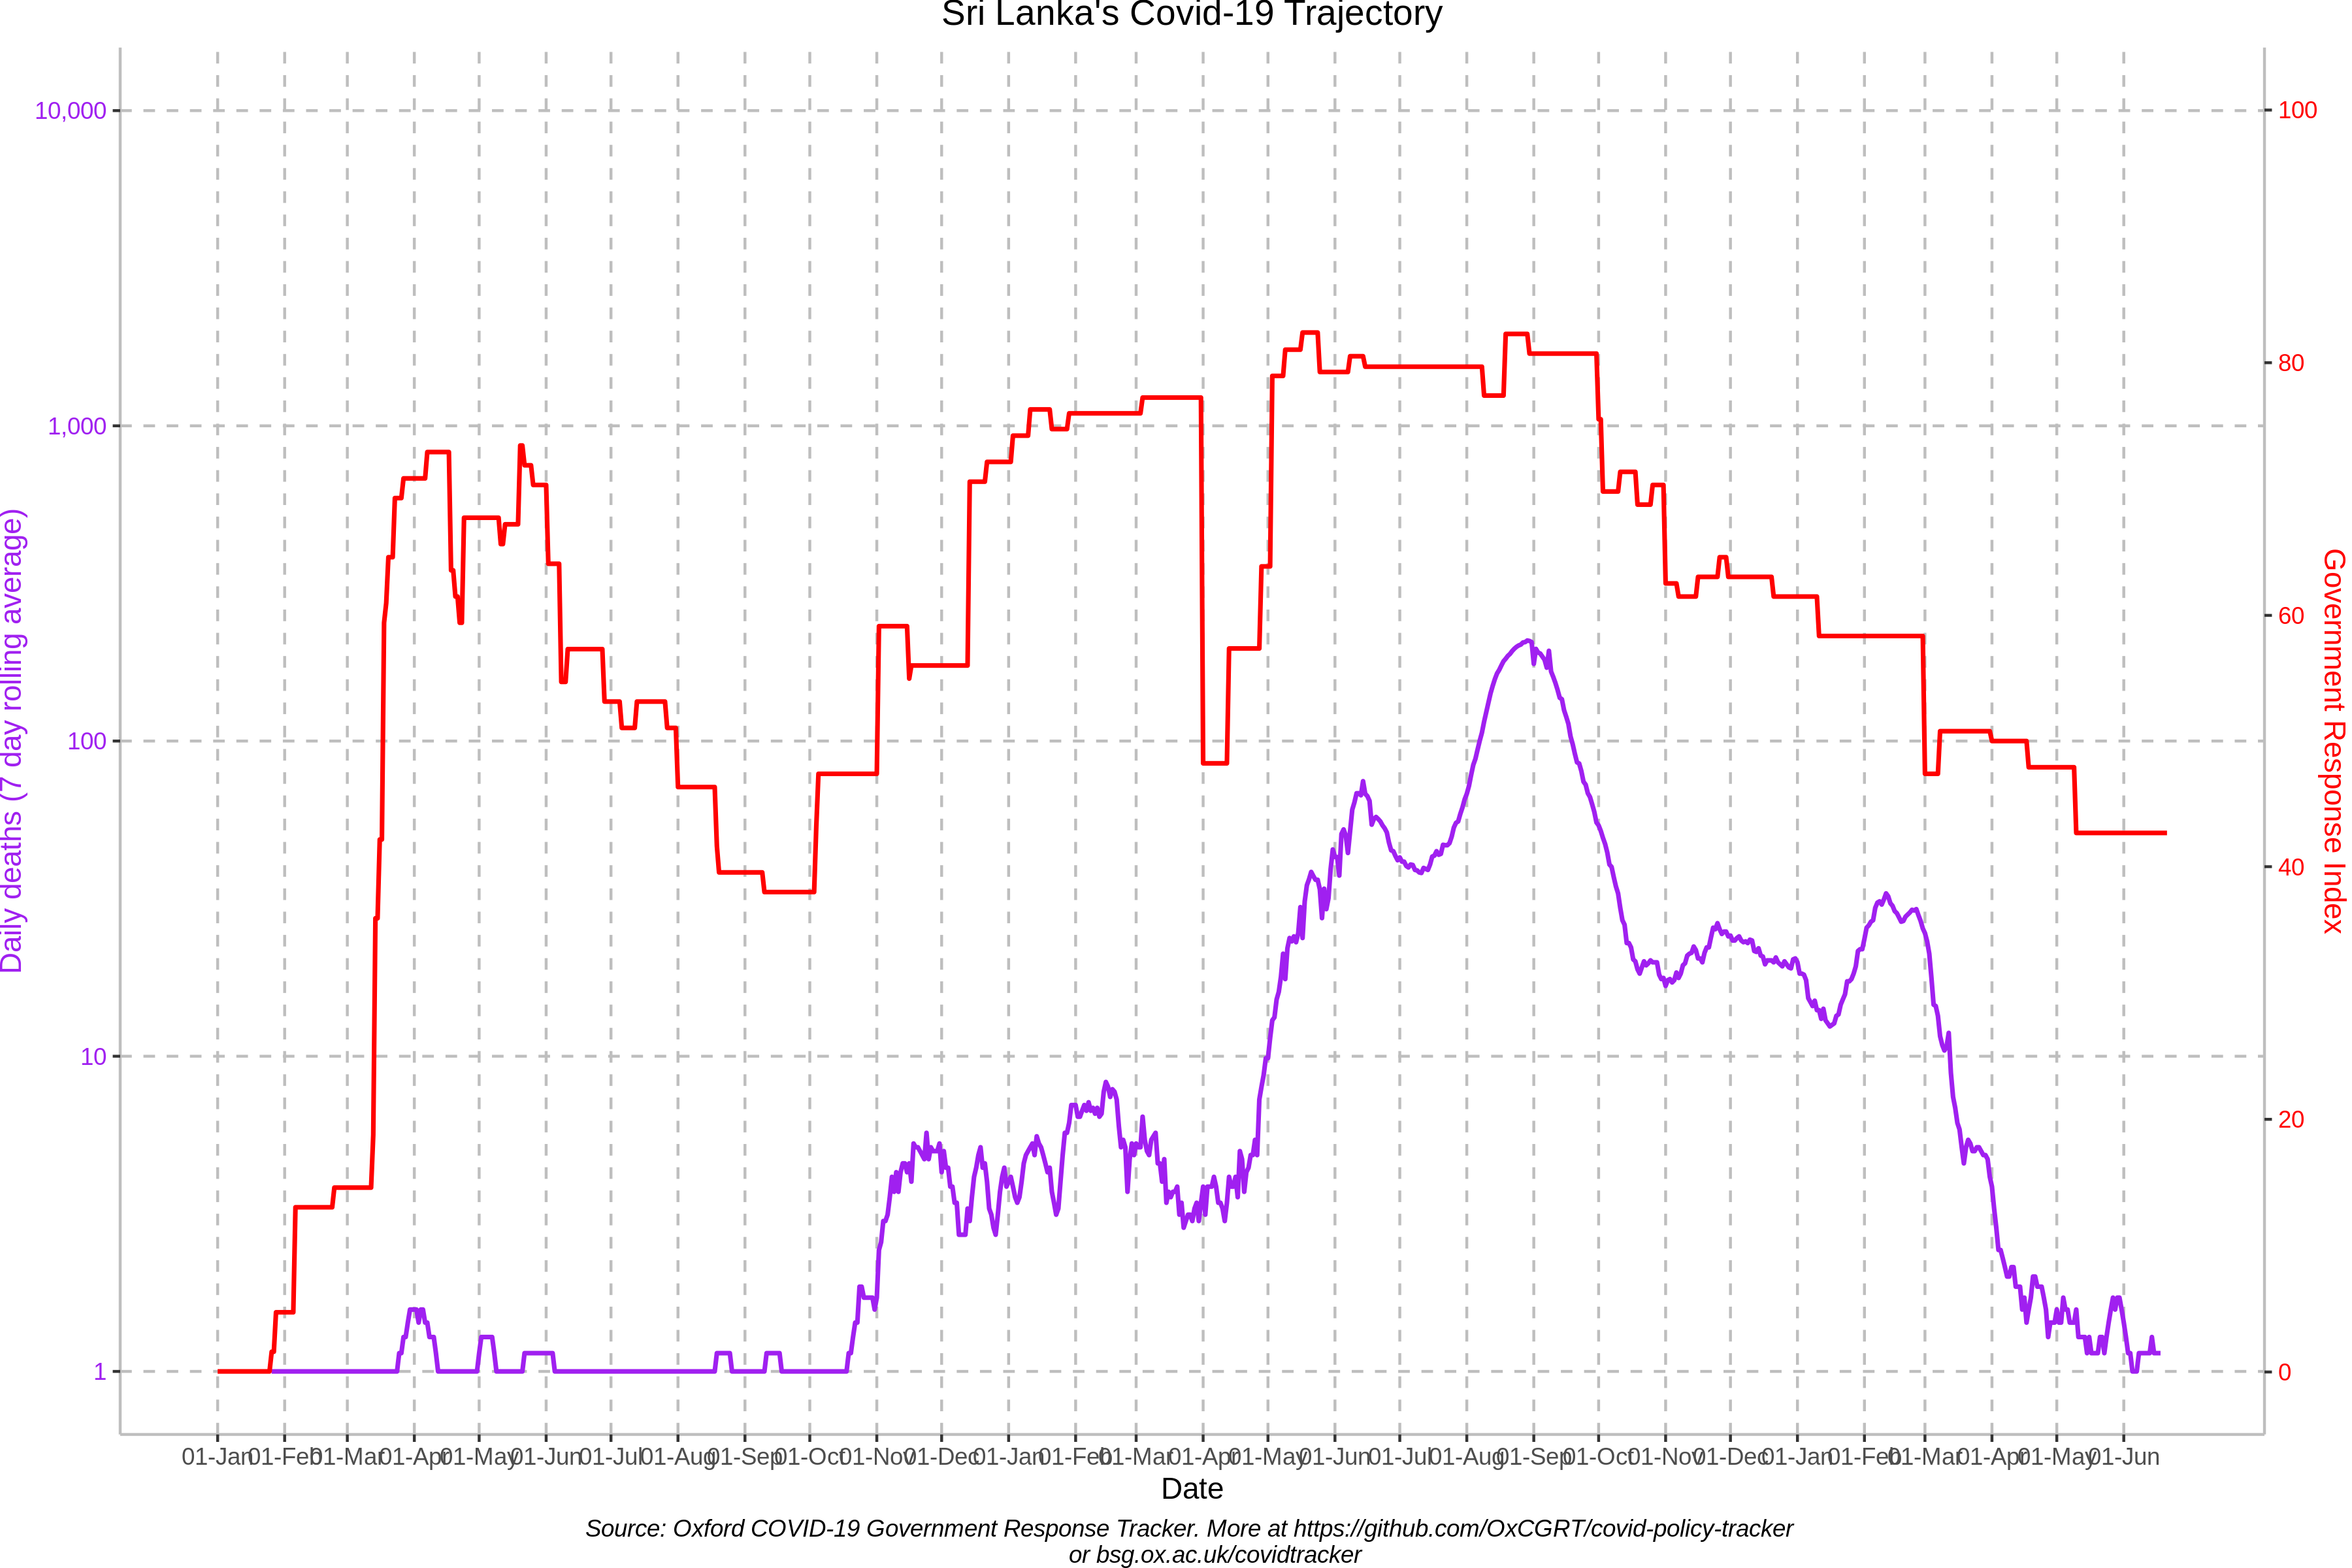 Sri Lanka's Covid-19 Trajectory
10,000
1,000
100
10
1
Daily deaths (7 day rolling average)
100
80
60
40
20
0
Government Response Index
01-Jan 01-Feb 01-Mar 01-Apr 01-May 01-Jun 01-Jul 01-Aug 01-Sep 01-Oct 01-Nov 01-Dec 01-Jan 01-Feb 01-Mar 01-Apr 01-May 01-Jun 01-Jul 01-Aug 01-Sep 01-Oct 01-Nov 01-Dec 01-Jan 01-Feb 01-Mar 01-Apr 01-May 01-Jun
Date
Source: Oxford COVID-19 Government Response Tracker. More at https://github.com/OxCGRT/covid-policy-tracker
or bsg.ox.ac.uk/covidtracker